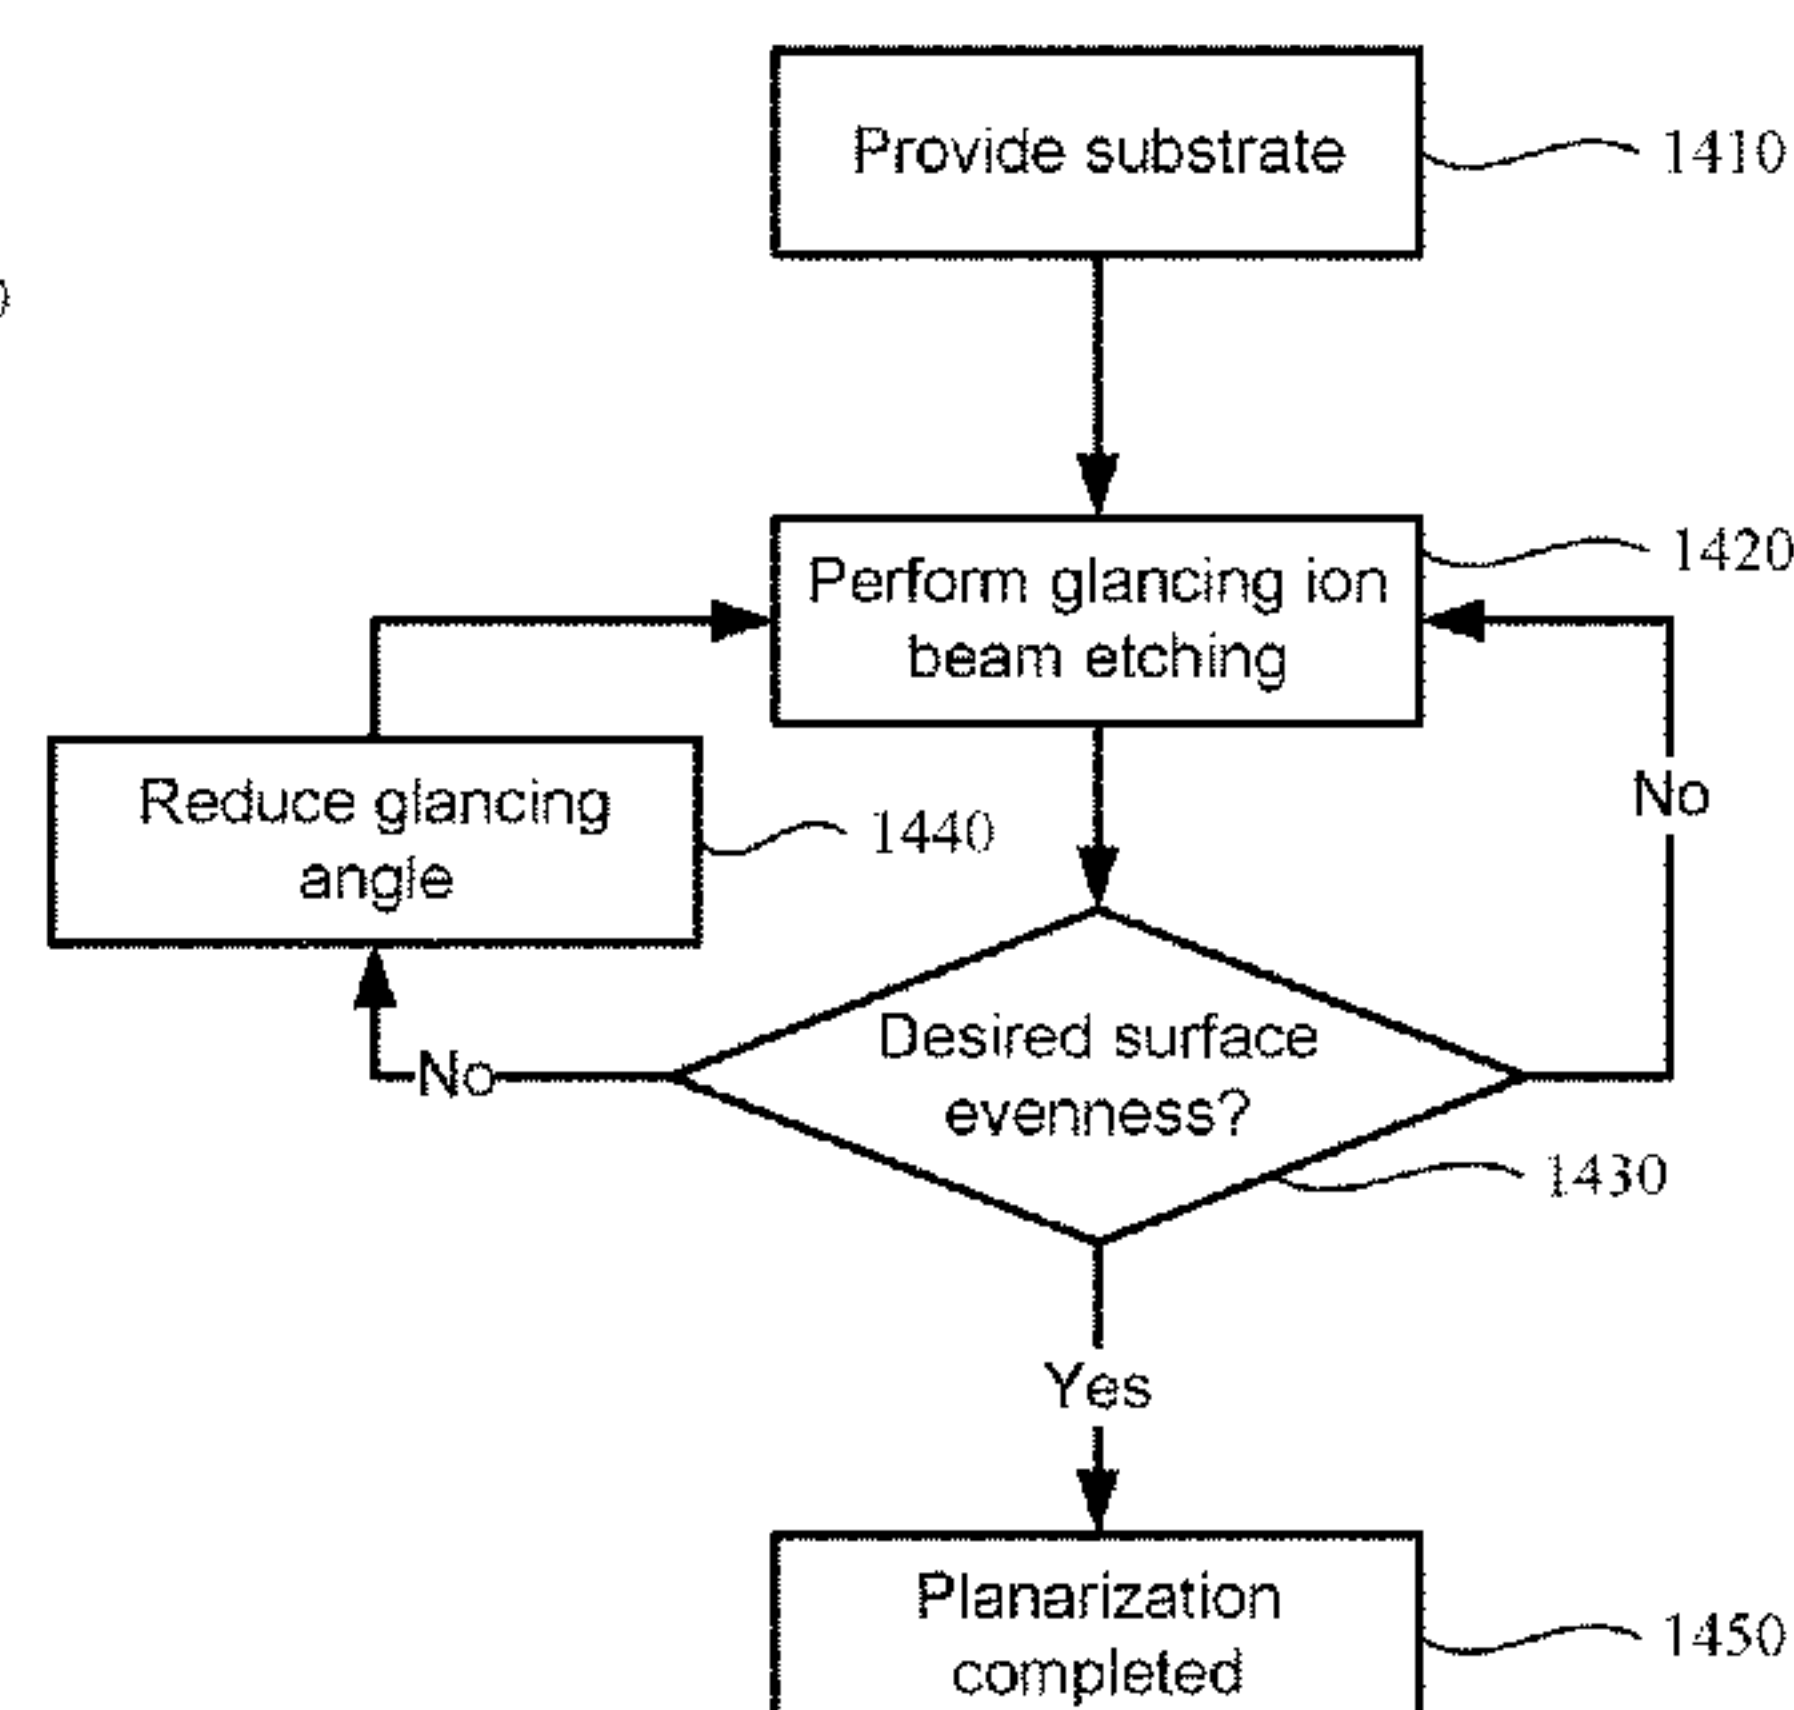 Provide substrate
1410
Perform glancing ion
beam etching
1420
Reduce glancing
angle
1440
No
Desired surface
evenness?
No
1430
Yes
Planarization
completed
1450